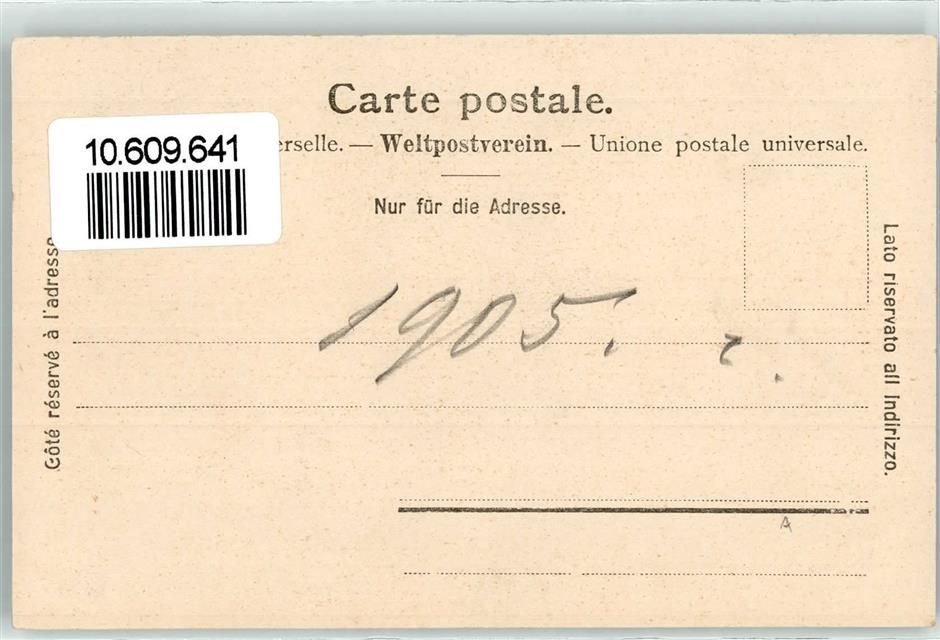 Carte postale.
10.609.641
erselle. — Weltpostverein. — Unione postale universale.
Nur für die Adresse.
Côté réservé à l'adresse
Lato riservato all Indirizzo.
1905.
A